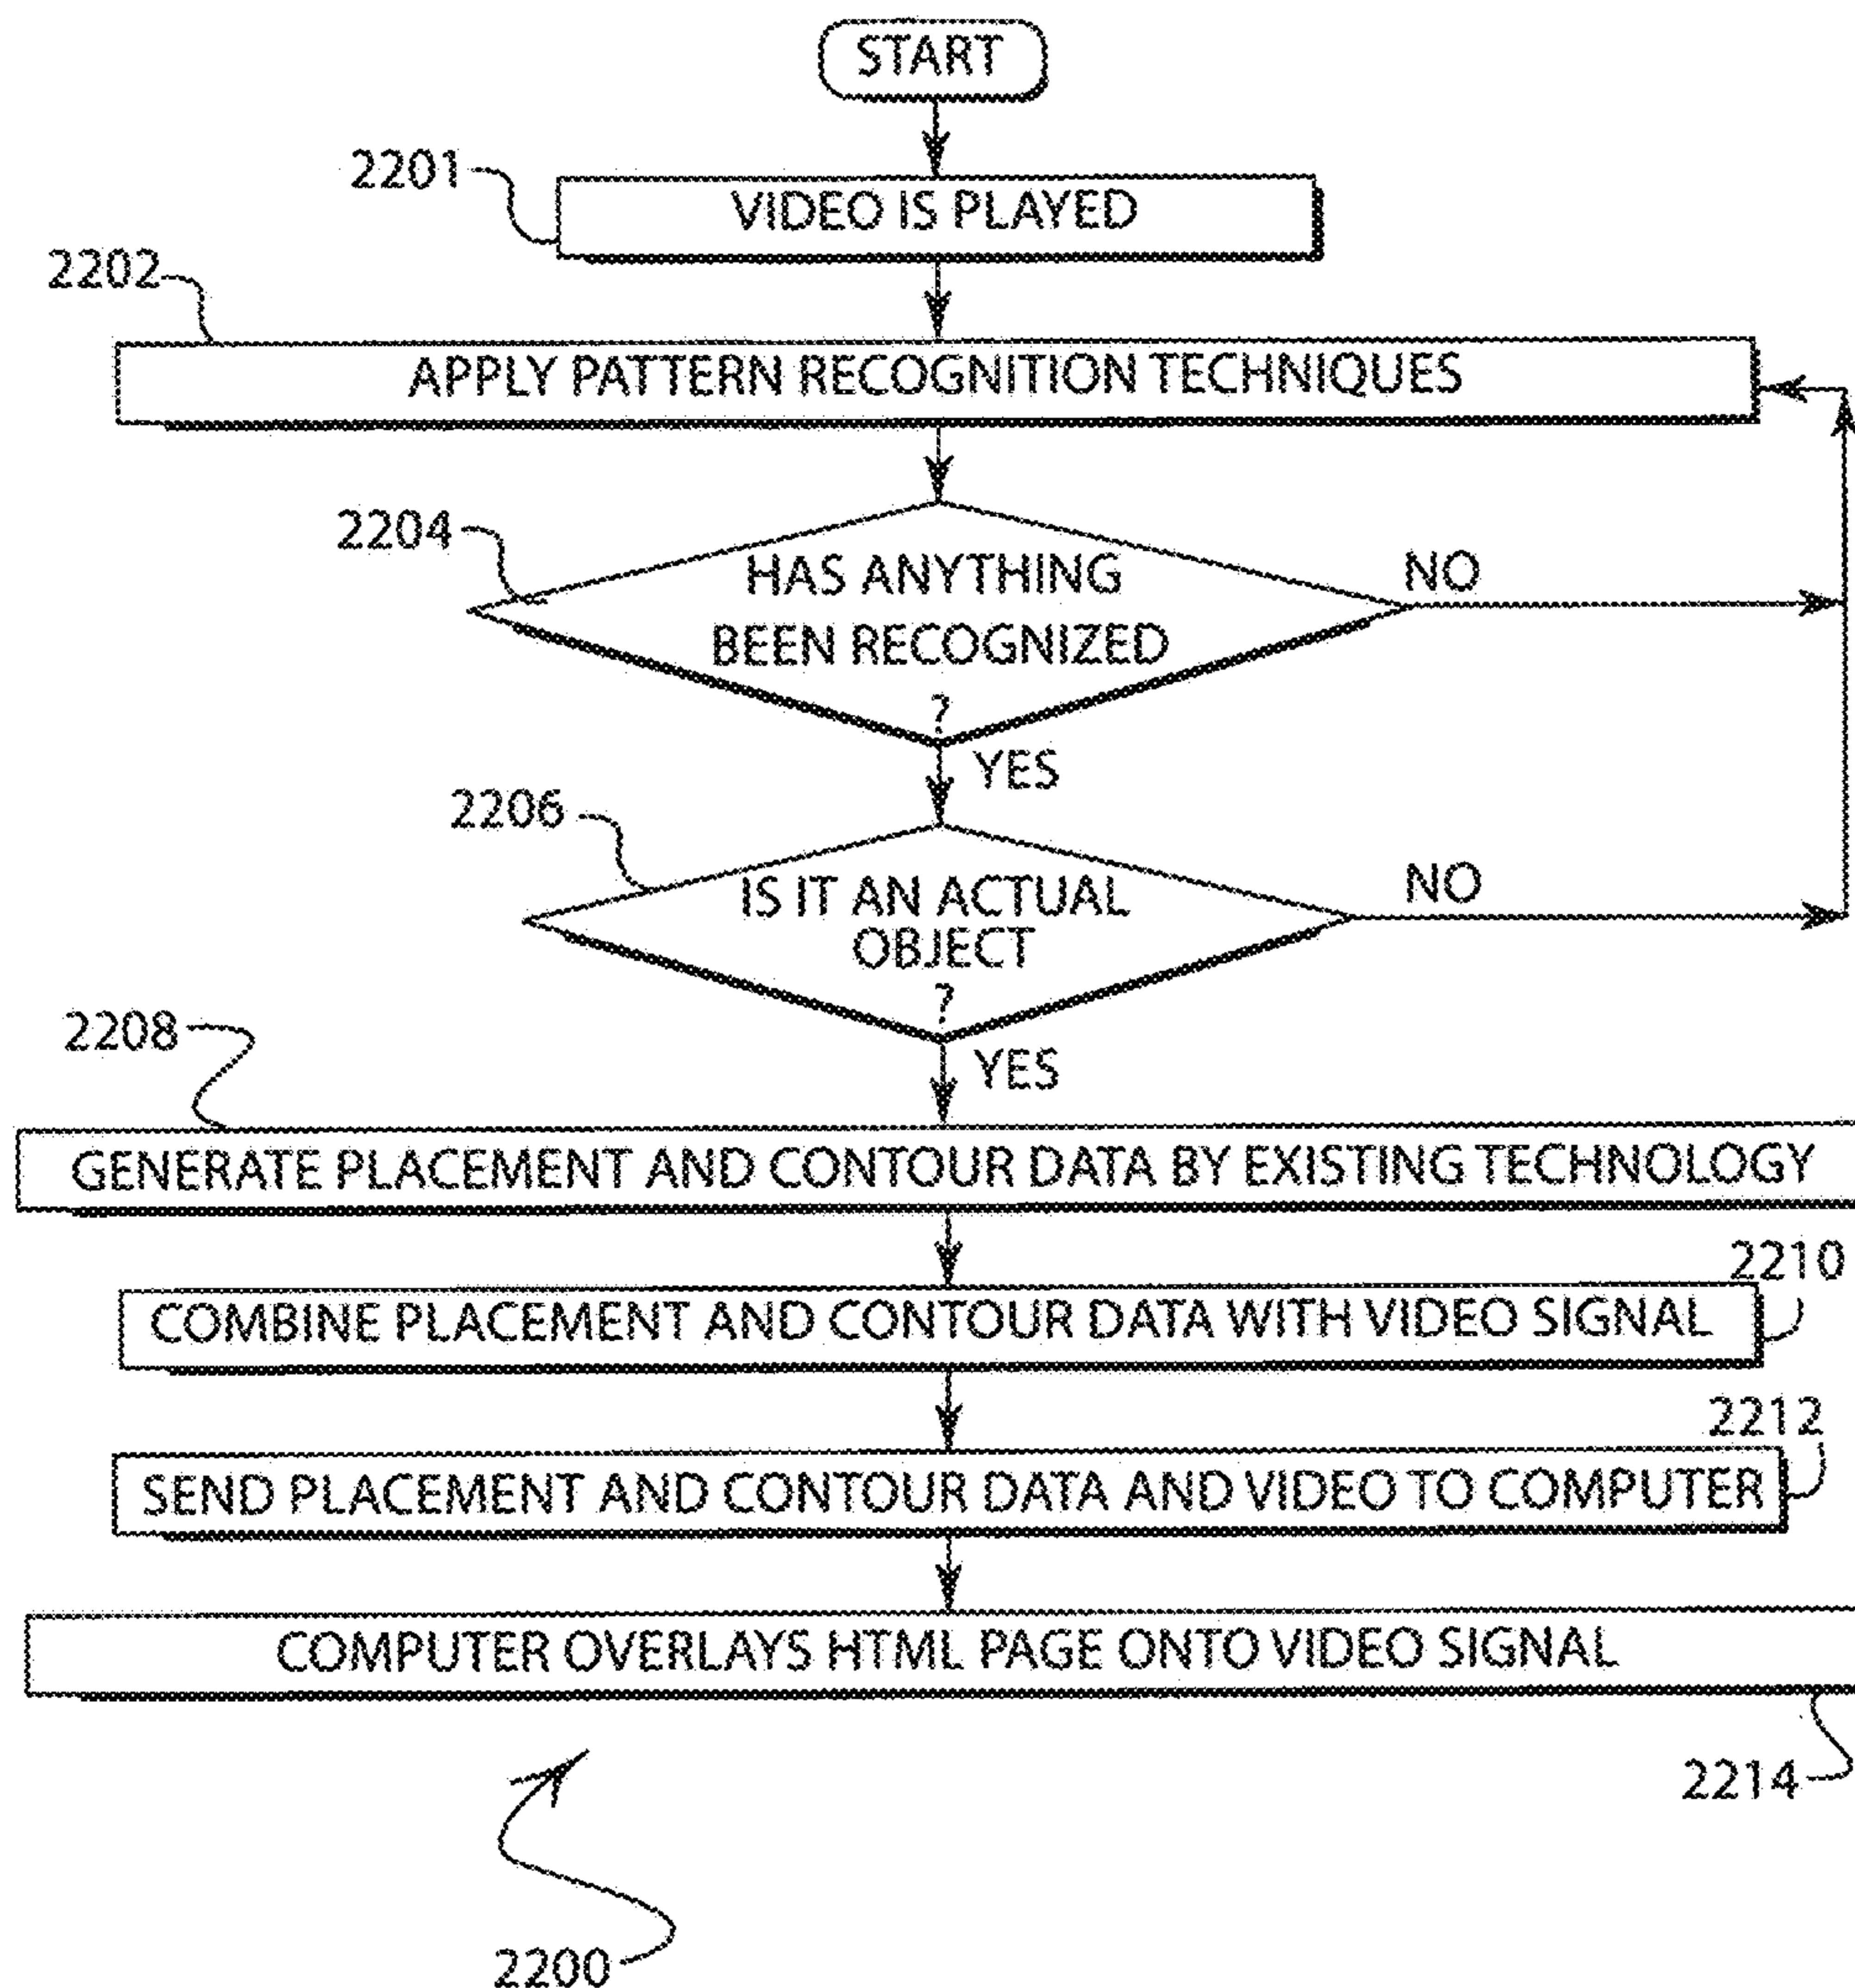 START
2201
VIDEO IS PLAYED
2202
APPLY PATTERN RECOGNITION TECHNIQUES
2204
HAS ANYTHING
BEEN RECOGNIZED
?
NO
YES
2206
IS IT AN ACTUAL
OBJECT
?
NO
YES
2208
GENERATE PLACEMENT AND CONTOUR DATA BY EXISTING TECHNOLOGY
2210
COMBINE PLACEMENT AND CONTOUR DATA WITH VIDEO SIGNAL
2212
SEND PLACEMENT AND CONTOUR DATA AND VIDEO TO COMPUTER
COMPUTER OVERLAYS HTML PAGE ONTO VIDEO SIGNAL
2214
2200